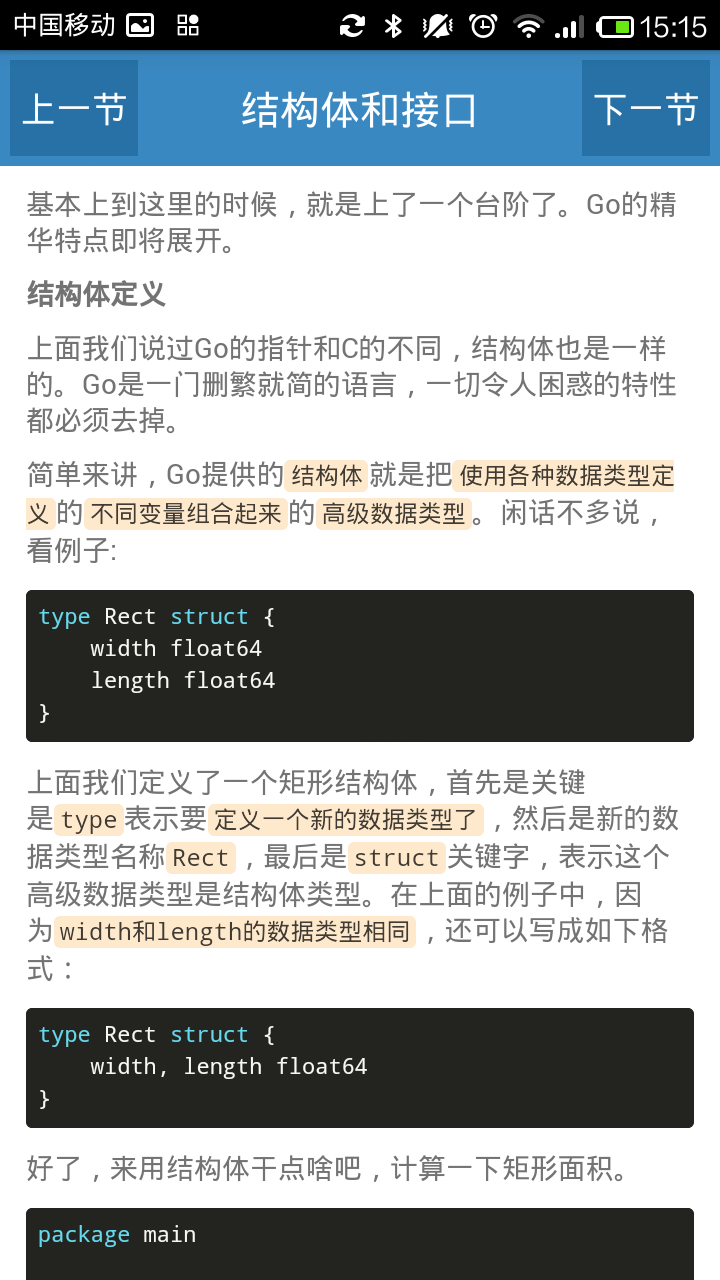 中国移动 15:15
上一节 结构体和接口 下一节
基本上到这里的时候，就是上了一个台阶了。Go的精
华特点即将展开。
结构体定义
上面我们说过Go的指针和C的不同，结构体也是一样
的。Go是一门删繁就简的语言，一切令人困惑的特性
都必须去掉。
简单来讲，Go提供的结构体就是把使用各种数据类型定
义的不同变量组合起来的高级数据类型。闲话不多说，
看例子:
type Rect struct {
    width float64
    length float64
}
上面我们定义了一个矩形结构体，首先是关键
是type表示要定义一个新的数据类型了，然后是新的数
据类型名称Rect，最后是struct关键字，表示这个
高级数据类型是结构体类型。在上面的例子中，因
为width和length的数据类型相同，还可以写成如下格
式：
type Rect struct {
    width, length float64
}
好了，来用结构体干点啥吧，计算一下矩形面积。
package main